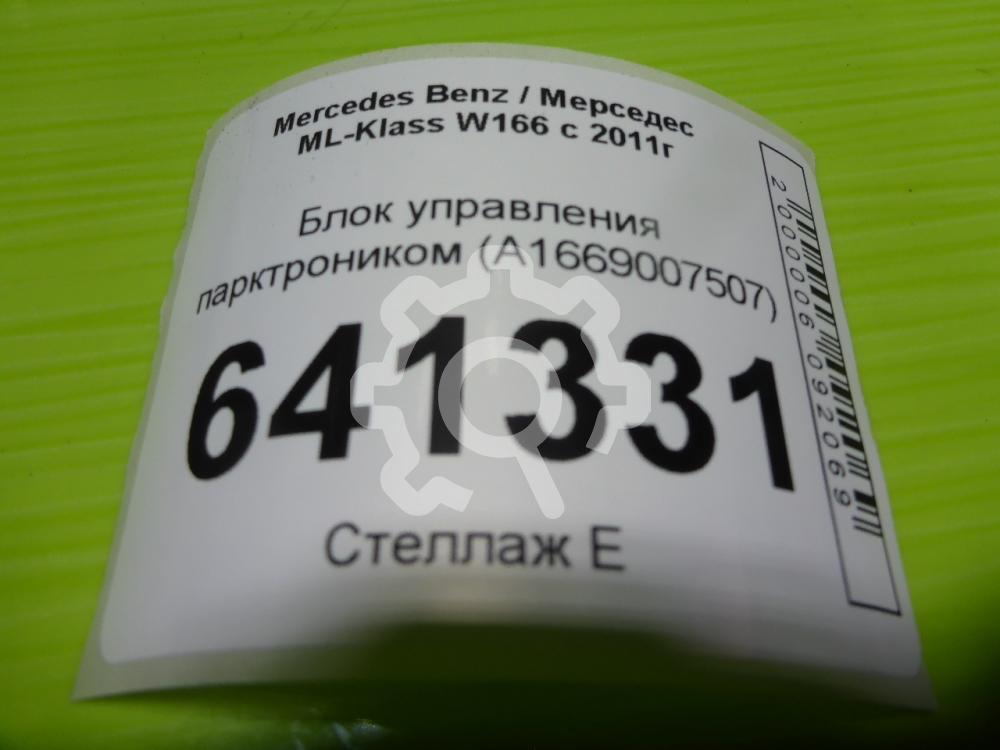 Mercedes Benz / Мерседес
ML-Klass W166 с 2011г
Блок управления
парктроником (A1669007507)
641331
Стеллаж Е
2000006092069